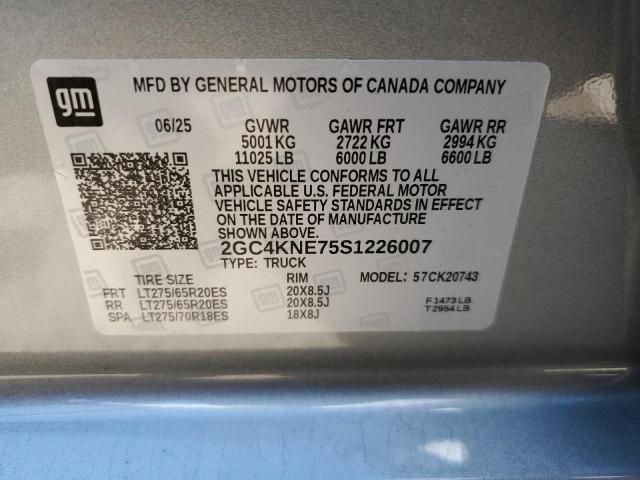 gm
MFD BY GENERAL MOTORS OF CANADA COMPANY
06/25 GVWR GAWR FRT GAWR RR
5001 KG 2722 KG 2994 KG
11025 LB 6000 LB 6600 LB
THIS VEHICLE CONFORMS TO ALL
APPLICABLE U.S. FEDERAL MOTOR
VEHICLE SAFETY STANDARDS IN EFFECT
ON THE DATE OF MANUFACTURE
SHOWN ABOVE.
2GC4KNE75S1226007
TYPE: TRUCK
TIRE SIZE RIM MODEL: 57CK20743
FRT LT275/65R20ES 20X8.5J
RR LT275/65R20ES 20X8.5J F 1473 LB
SPA LT275/70R18ES 18X8J T 2954 LB